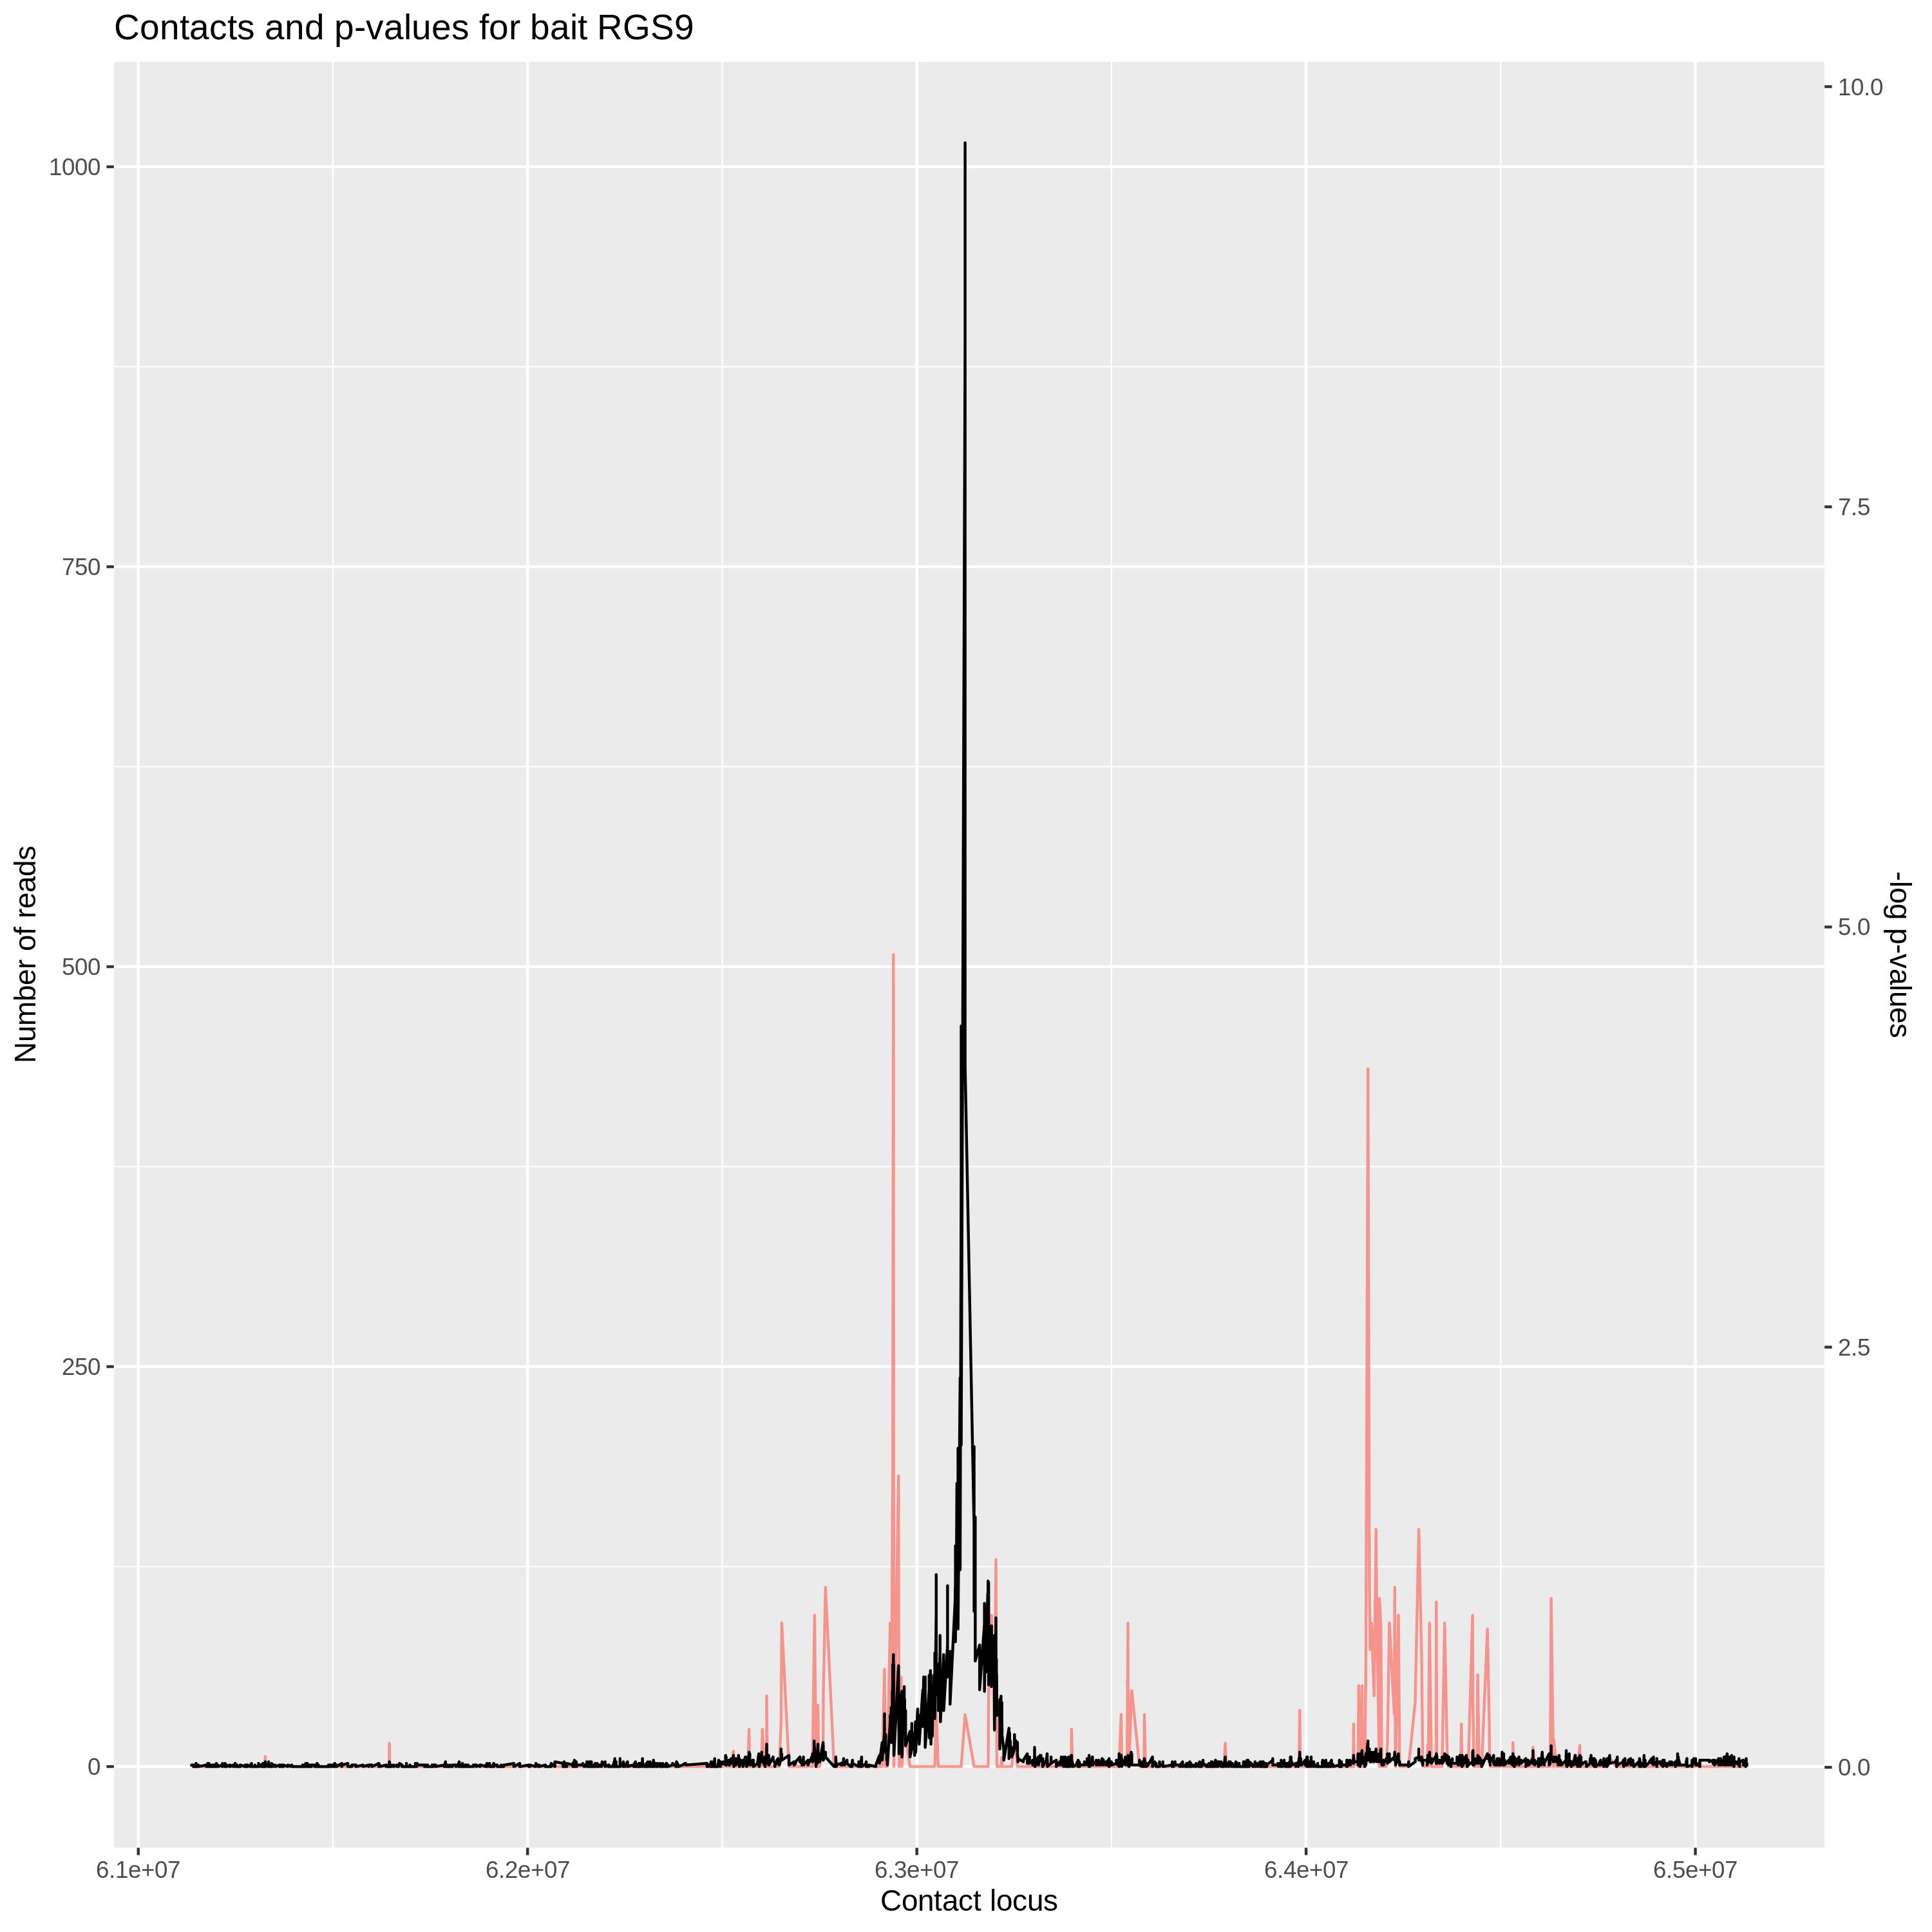 Contacts and p-values for bait RGS9
1000
750
500
250
0
Number of reads
10.0
7.5
5.0
2.5
0.0
-log p-values
6.1e+07
6.2e+07
6.3e+07
6.4e+07
6.5e+07
Contact locus